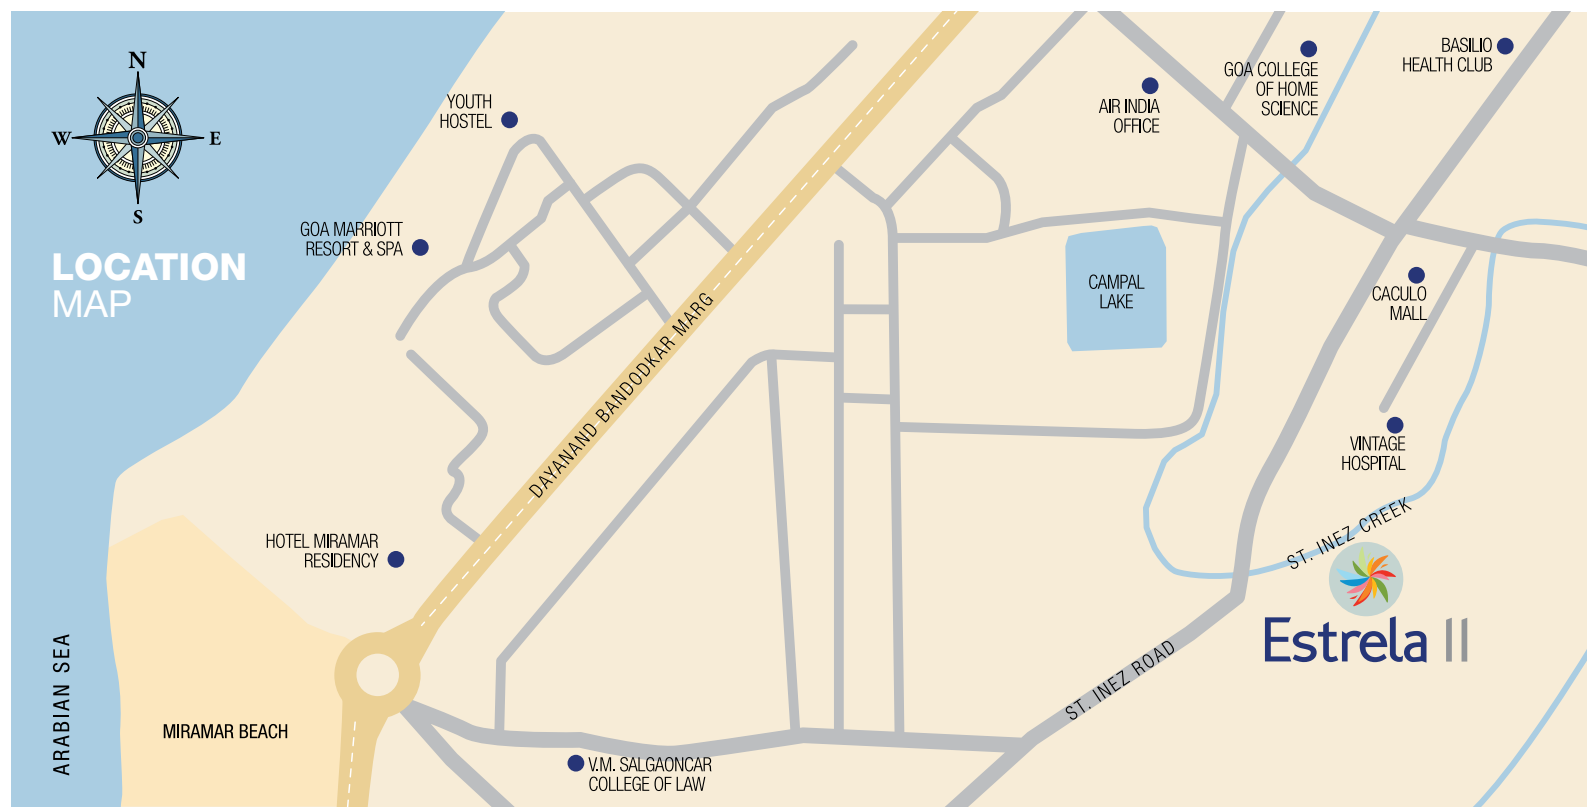 N
W
E
S
LOCATION
MAP
YOUTH
HOSTEL
GOA MARRIOTT
RESORT & SPA
HOTEL MIRAMAR
RESIDENCY
ARABIAN SEA
MIRAMAR BEACH
DAYANAND BANDODKAR MARG
V.M. SALGAONCAR
COLLEGE OF LAW
AIR INDIA
OFFICE
GOA COLLEGE
OF HOME
SCIENCE
BASILIO
HEALTH CLUB
CAMPAL
LAKE
CACULO
MALL
VINTAGE
HOSPITAL
ST. INEZ CREEK
Estrela II
ST. INEZ ROAD